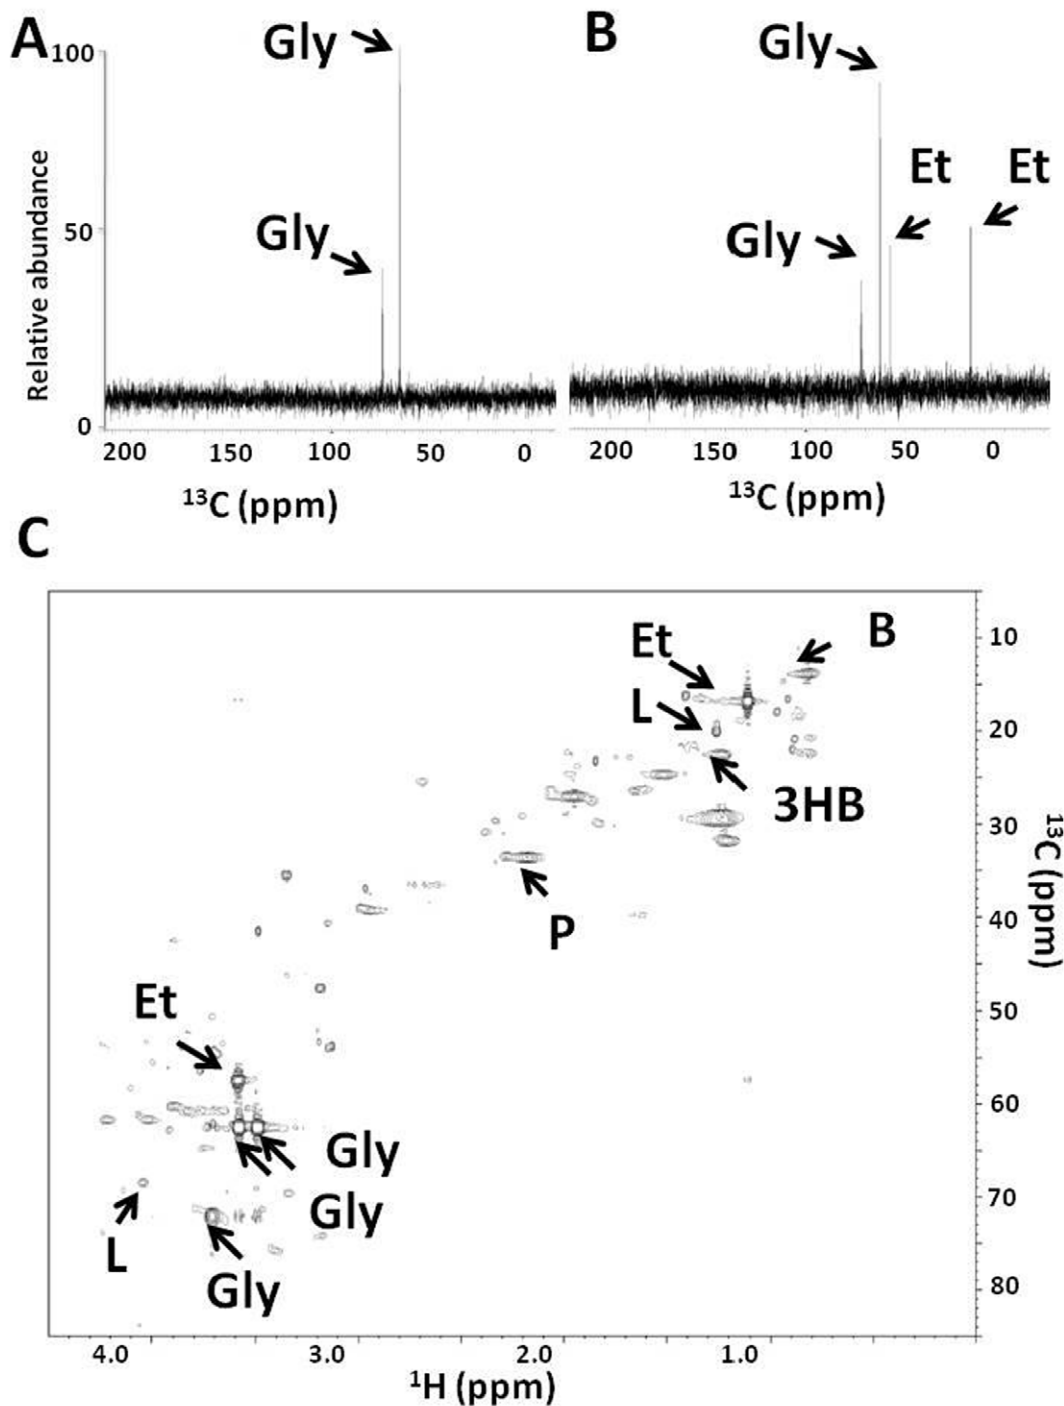 A
B
Gly
Gly
100
Et
Et
Relative abundance
50
Gly
Gly
0
200
150
100
50
0
200
150
100
50
0
¹³C (ppm)
¹³C (ppm)
C
Et
B
10
L
20
3HB
30
¹³C (ppm)
P
40
Et
50
60
Gly
Gly
70
L
Gly
80
4.0
3.0
2.0
1.0
¹H (ppm)